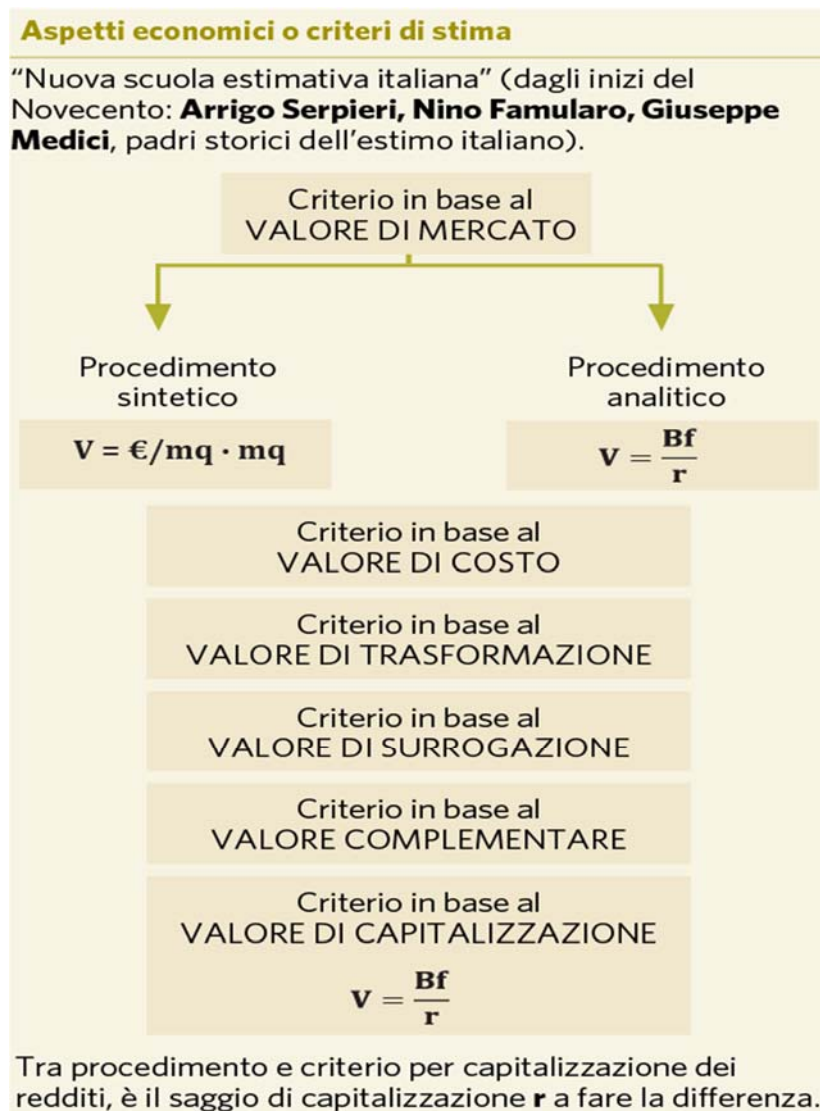 Aspetti economici o criteri di stima
“Nuova scuola estimativa italiana” (dagli inizi del
Novecento: Arrigo Serpieri, Nino Famularo, Giuseppe
Medici, padri storici dell’estimo italiano).
Criterio in base al
VALORE DI MERCATO
Procedimento
sintetico
V = €/mq · mq
Procedimento
analitico
V = Bf/r
Criterio in base al
VALORE DI COSTO
Criterio in base al
VALORE DI TRASFORMAZIONE
Criterio in base al
VALORE DI SURROGAZIONE
Criterio in base al
VALORE COMPLEMENTARE
Criterio in base al
VALORE DI CAPITALIZZAZIONE
V = Bf/r
Tra procedimento e criterio per capitalizzazione dei
redditi, è il saggio di capitalizzazione r a fare la differenza.